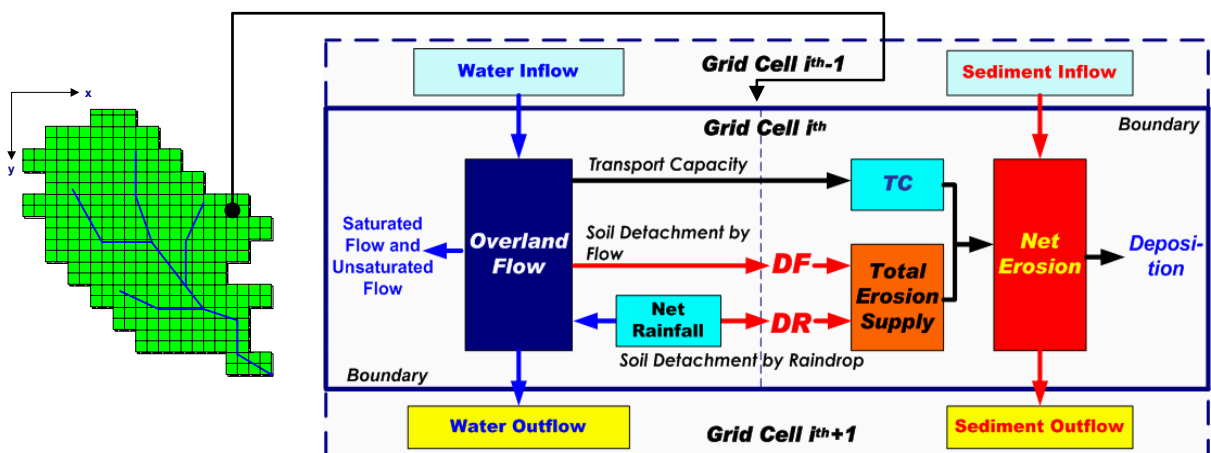 x
y
Grid Cell ith-1
Water Inflow
Sediment Inflow
Grid Cell ith
Boundary
Transport Capacity
TC
Saturated
Flow and
Unsaturated
Flow
Overland
Flow
Soil Detachment by
Flow
DF
Total
Erosion
Supply
Net
Erosion
Deposi-
tion
Net
Rainfall
DR
Soil Detachment by Raindrop
Boundary
Water Outflow
Grid Cell ith+1
Sediment Outflow